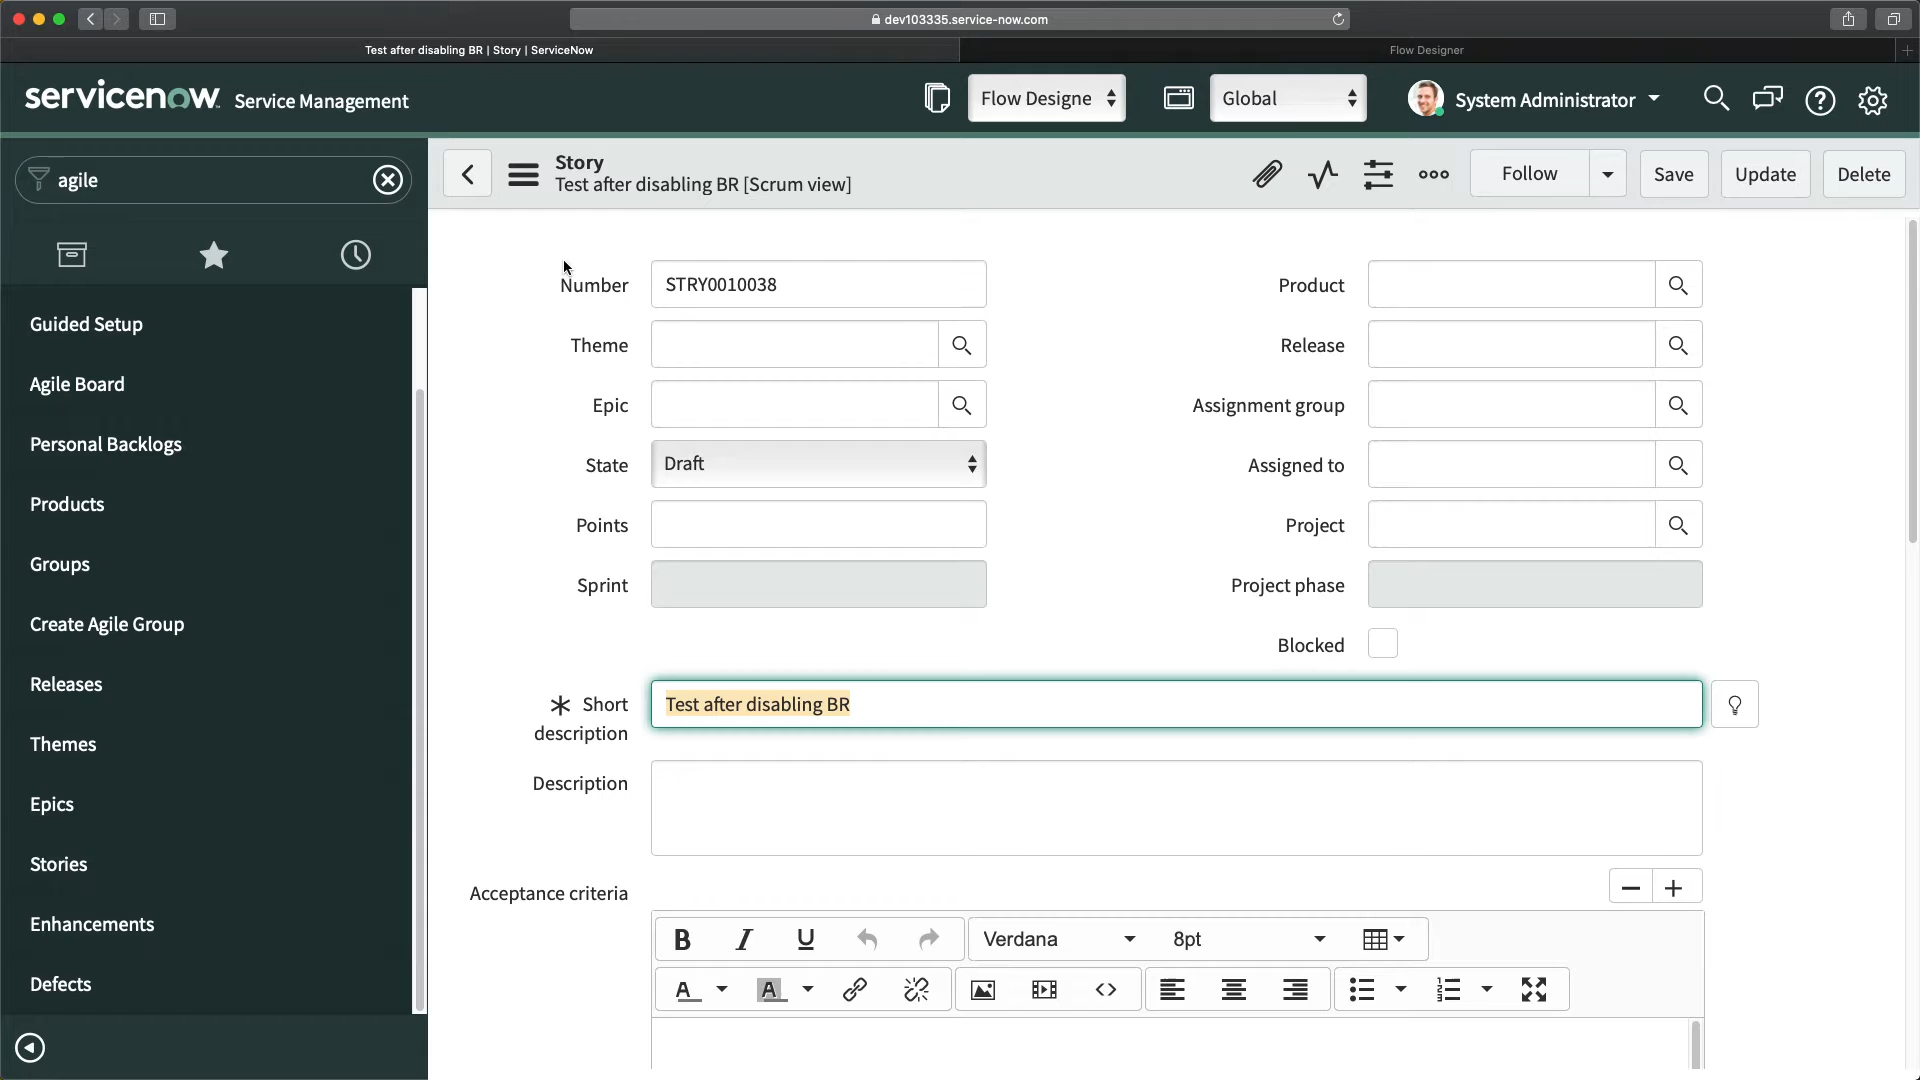 dev103335.service-now.com
Test after disabling BR | Story | ServiceNow
Flow Designer
servicenow Service Management
Flow Designe
Global
System Administrator
agile
Story
Test after disabling BR [Scrum view]
Follow
Save
Update
Delete
Guided Setup
Agile Board
Personal Backlogs
Products
Groups
Create Agile Group
Releases
Themes
Epics
Stories
Enhancements
Defects
Number
STRY0010038
Product
Theme
Release
Epic
Assignment group
State
Draft
Assigned to
Points
Project
Sprint
Project phase
Blocked
Short
description
Test after disabling BR
Description
Acceptance criteria
B I U
Verdana
8pt
A
A